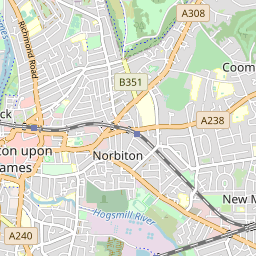 A308
Richmond Road
Coom
B351
ck
A238
ton upon
ames
Norbiton
New M
Hogsmill River
A240